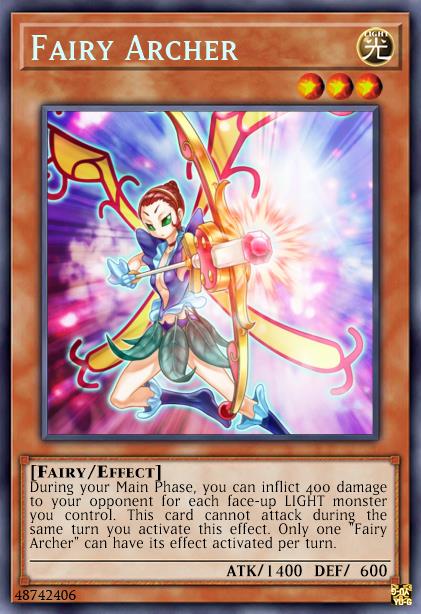 FAIRY ARCHER
LIGHT
光
[FAIRY/EFFECT]
During your Main Phase, you can inflict 400 damage
to your opponent for each face-up LIGHT monster
you control. This card cannot attack during the
same turn you activate this effect. Only one "Fairy
Archer" can have its effect activated per turn.
ATK/1400 DEF/ 600
48742406